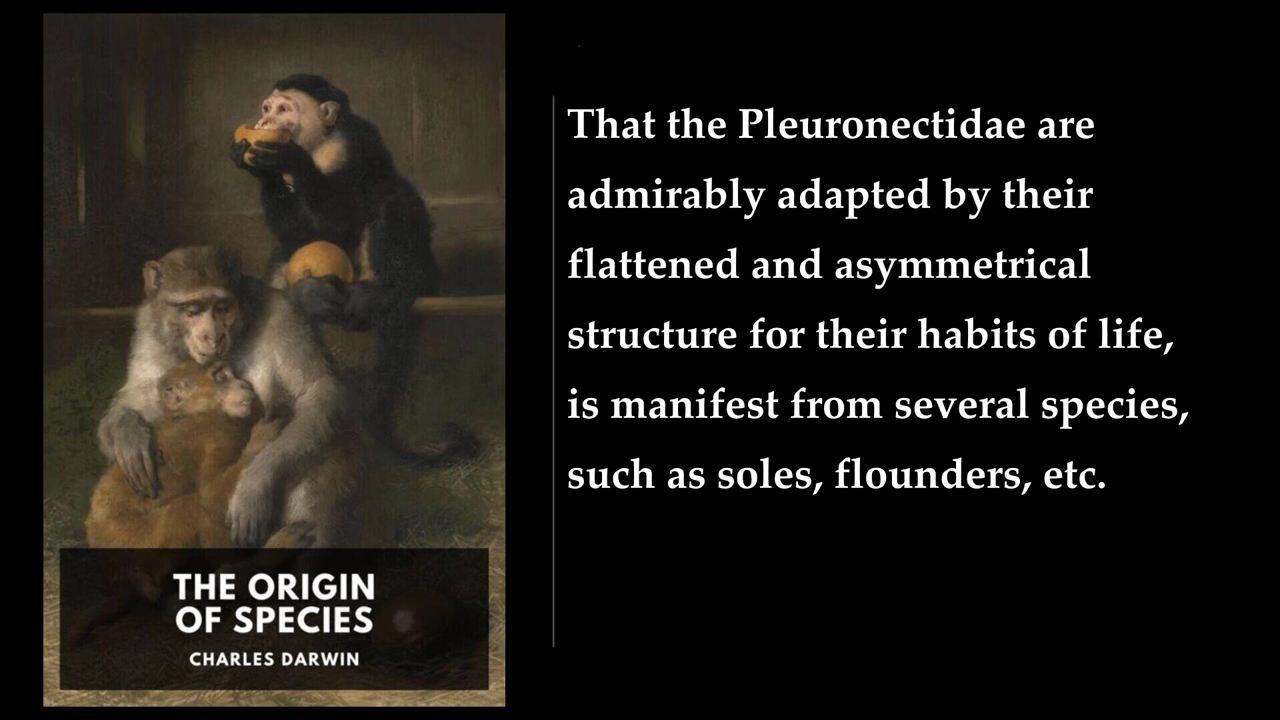 THE ORIGIN
OF SPECIES
CHARLES DARWIN
That the Pleuronectidae are
admirably adapted by their
flattened and asymmetrical
structure for their habits of life,
is manifest from several species,
such as soles, flounders, etc.